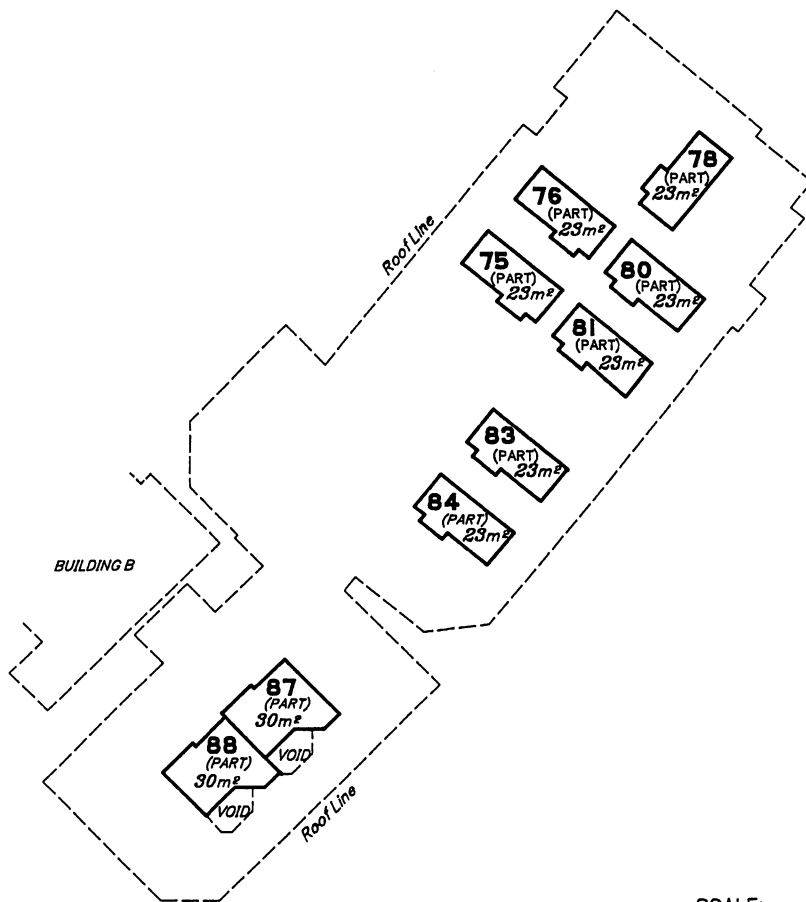 78
(PART)
23m²
76
(PART)
23m²
Roof Line
75
(PART)
23m²
80
(PART)
23m²
81
(PART)
23m²
83
(PART)
23m²
84
(PART)
23m²
BUILDING B
87
(PART)
30m²
VOID
88
(PART)
30m²
VOID
Roof Line